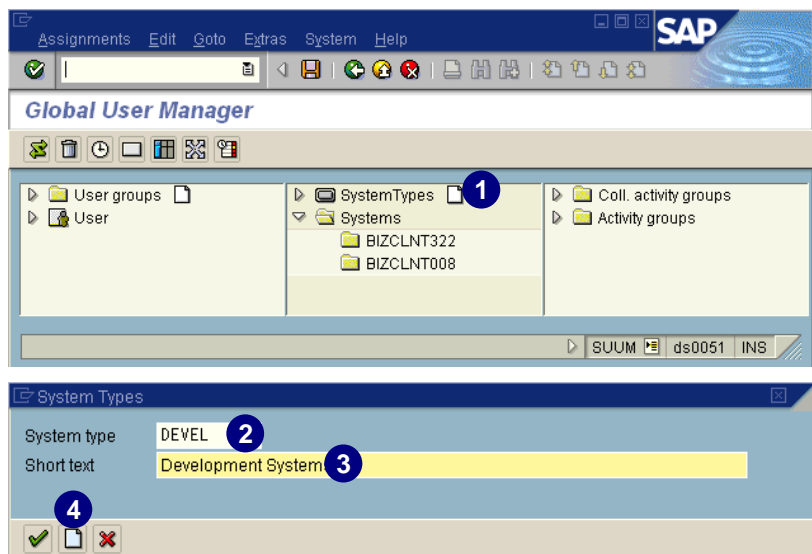 Assignments Edit Goto Extras System Help
SAP
Global User Manager
User groups
User
SystemTypes 1
Systems
BIZCLNT322
BIZCLNT008
Coll. activity groups
Activity groups
SUUM ds0051 INS
System Types
System type DEVEL 2
Short text Development Systems 3
4